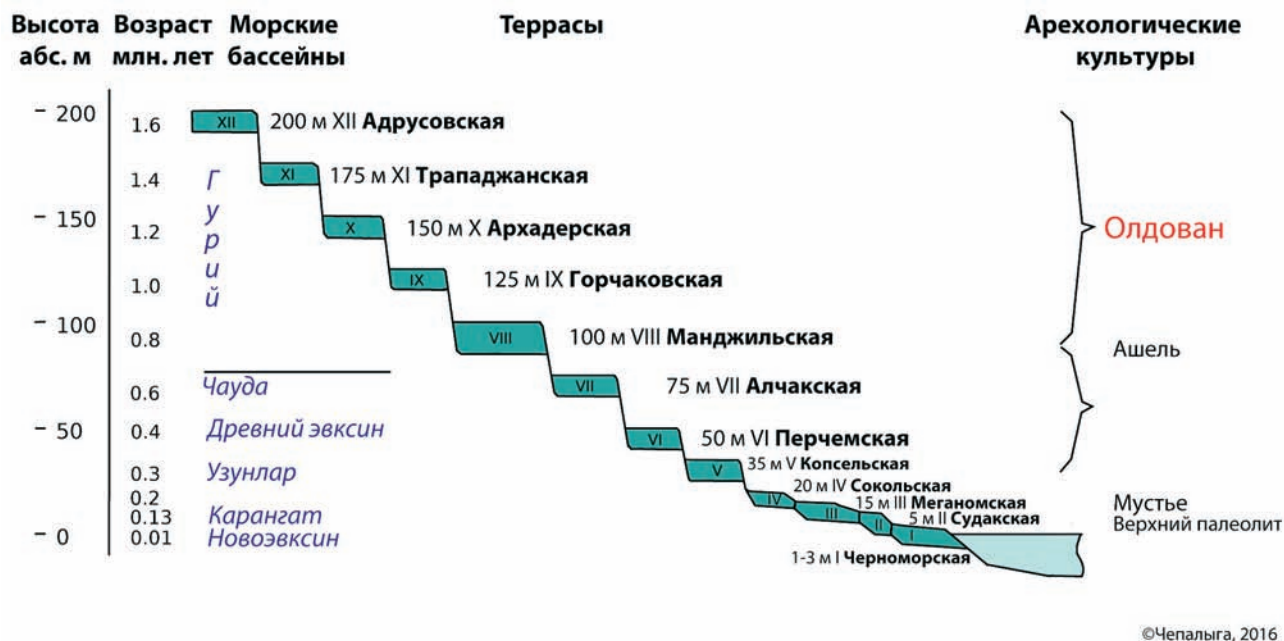 Высота абс. м
Возраст млн. лет
Морские бассейны
Террасы
Арехологические культуры
200
150
100
50
0
1.6
1.4
1.2
1.0
0.8
0.6
0.4
0.3
0.2
0.13
0.01
Гурий
Чауда
Древний эвксин
Узунлар
Карангат
Новоэвксин
XII
200 м XII Адрусовская
XI
175 м XI Трападжанская
X
150 м X Архадерская
IX
125 м IX Горчаковская
VIII
100 м VIII Манджильская
VII
75 м VII Алчакская
VI
50 м VI Перчемская
V
35 м V Копсельская
IV
20 м IV Сокольская
III
15 м III Меганомская
II
5 м II Судакская
I
1-3 м I Черноморская
Олдован
Ашель
Мустье
Верхний палеолит
©Чепалыга, 2016